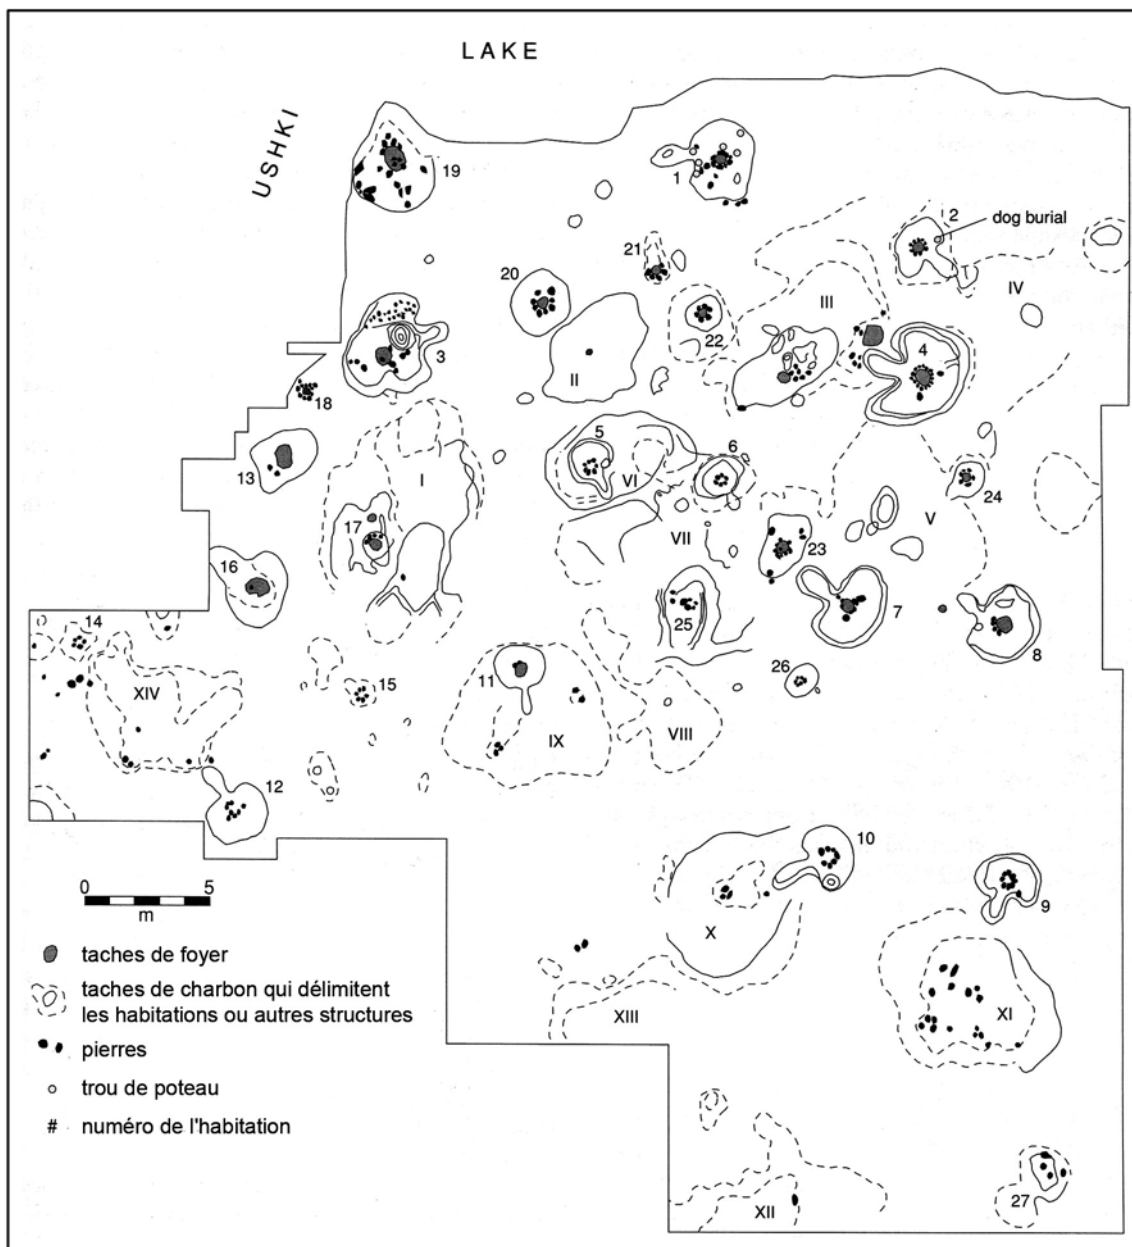 LAKE
USHKI
19
1
2
dog burial
21
20
III
IV
22
3
4
II
18
5
6
13
I
VI
24
17
V
VII
23
16
14
25
7
8
26
15
11
XIV
IX
VIII
12
10
0 5
m
9
X
taches de foyer
taches de charbon qui délimitent
les habitations ou autres structures
XIII
XI
pierres
trou de poteau
# numéro de l'habitation
27
XII